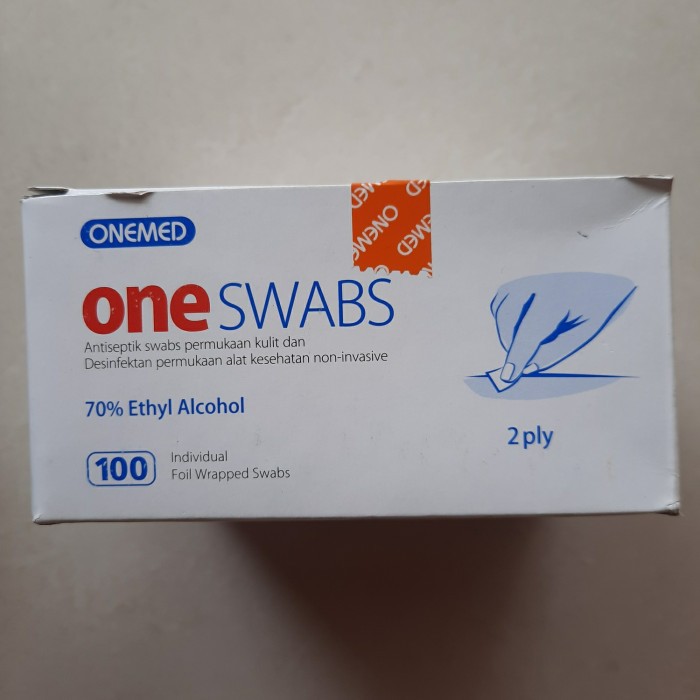 ONEMED
one SWABS
Antiseptik swabs permukaan kulit dan
Desinfektan permukaan alat kesehatan non-invasive
70% Ethyl Alcohol
100
Individual
Foil Wrapped Swabs
2 ply
ONEMED